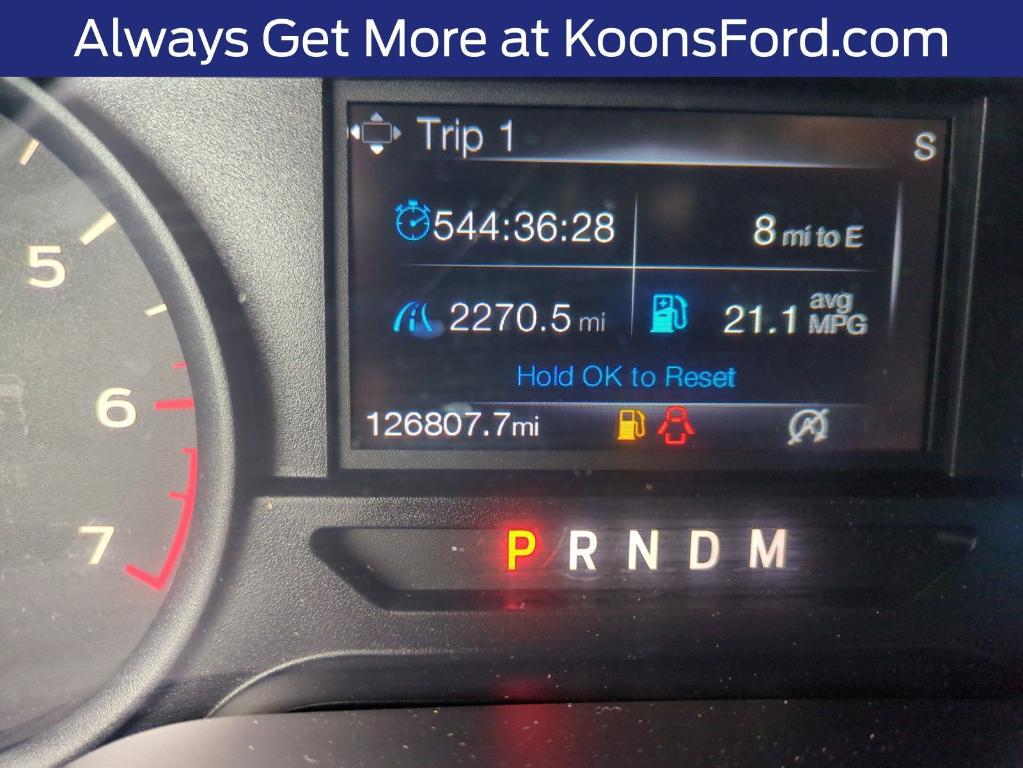 Always Get More at KoonsFord.com
Trip 1
S
544:36:28
8 mi to E
2270.5 mi
21.1 avg MPG
Hold OK to Reset
126807.7mi
5
6
7
P R N D M